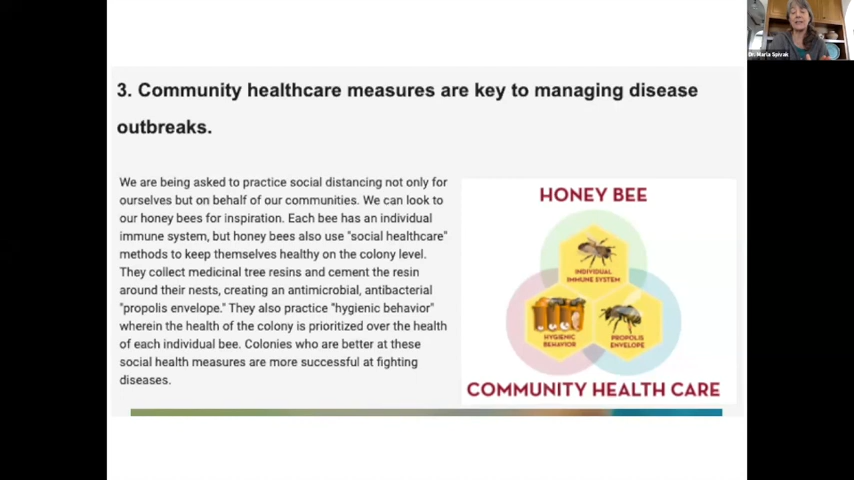 Dr. Marla Spivak
3. Community healthcare measures are key to managing disease
outbreaks.
We are being asked to practice social distancing not only for
ourselves but on behalf of our communities. We can look to
our honey bees for inspiration. Each bee has an individual
immune system, but honey bees also use "social healthcare"
methods to keep themselves healthy on the colony level.
They collect medicinal tree resins and cement the resin
around their nests, creating an antimicrobial, antibacterial
"propolis envelope." They also practice "hygienic behavior"
wherein the health of the colony is prioritized over the health
of each individual bee. Colonies who are better at these
social health measures are more successful at fighting
diseases.
HONEY BEE
INDIVIDUAL
IMMUNE SYSTEM
HYGIENIC
BEHAVIOR
PROPOLIS
ENVELOPE
COMMUNITY HEALTH CARE